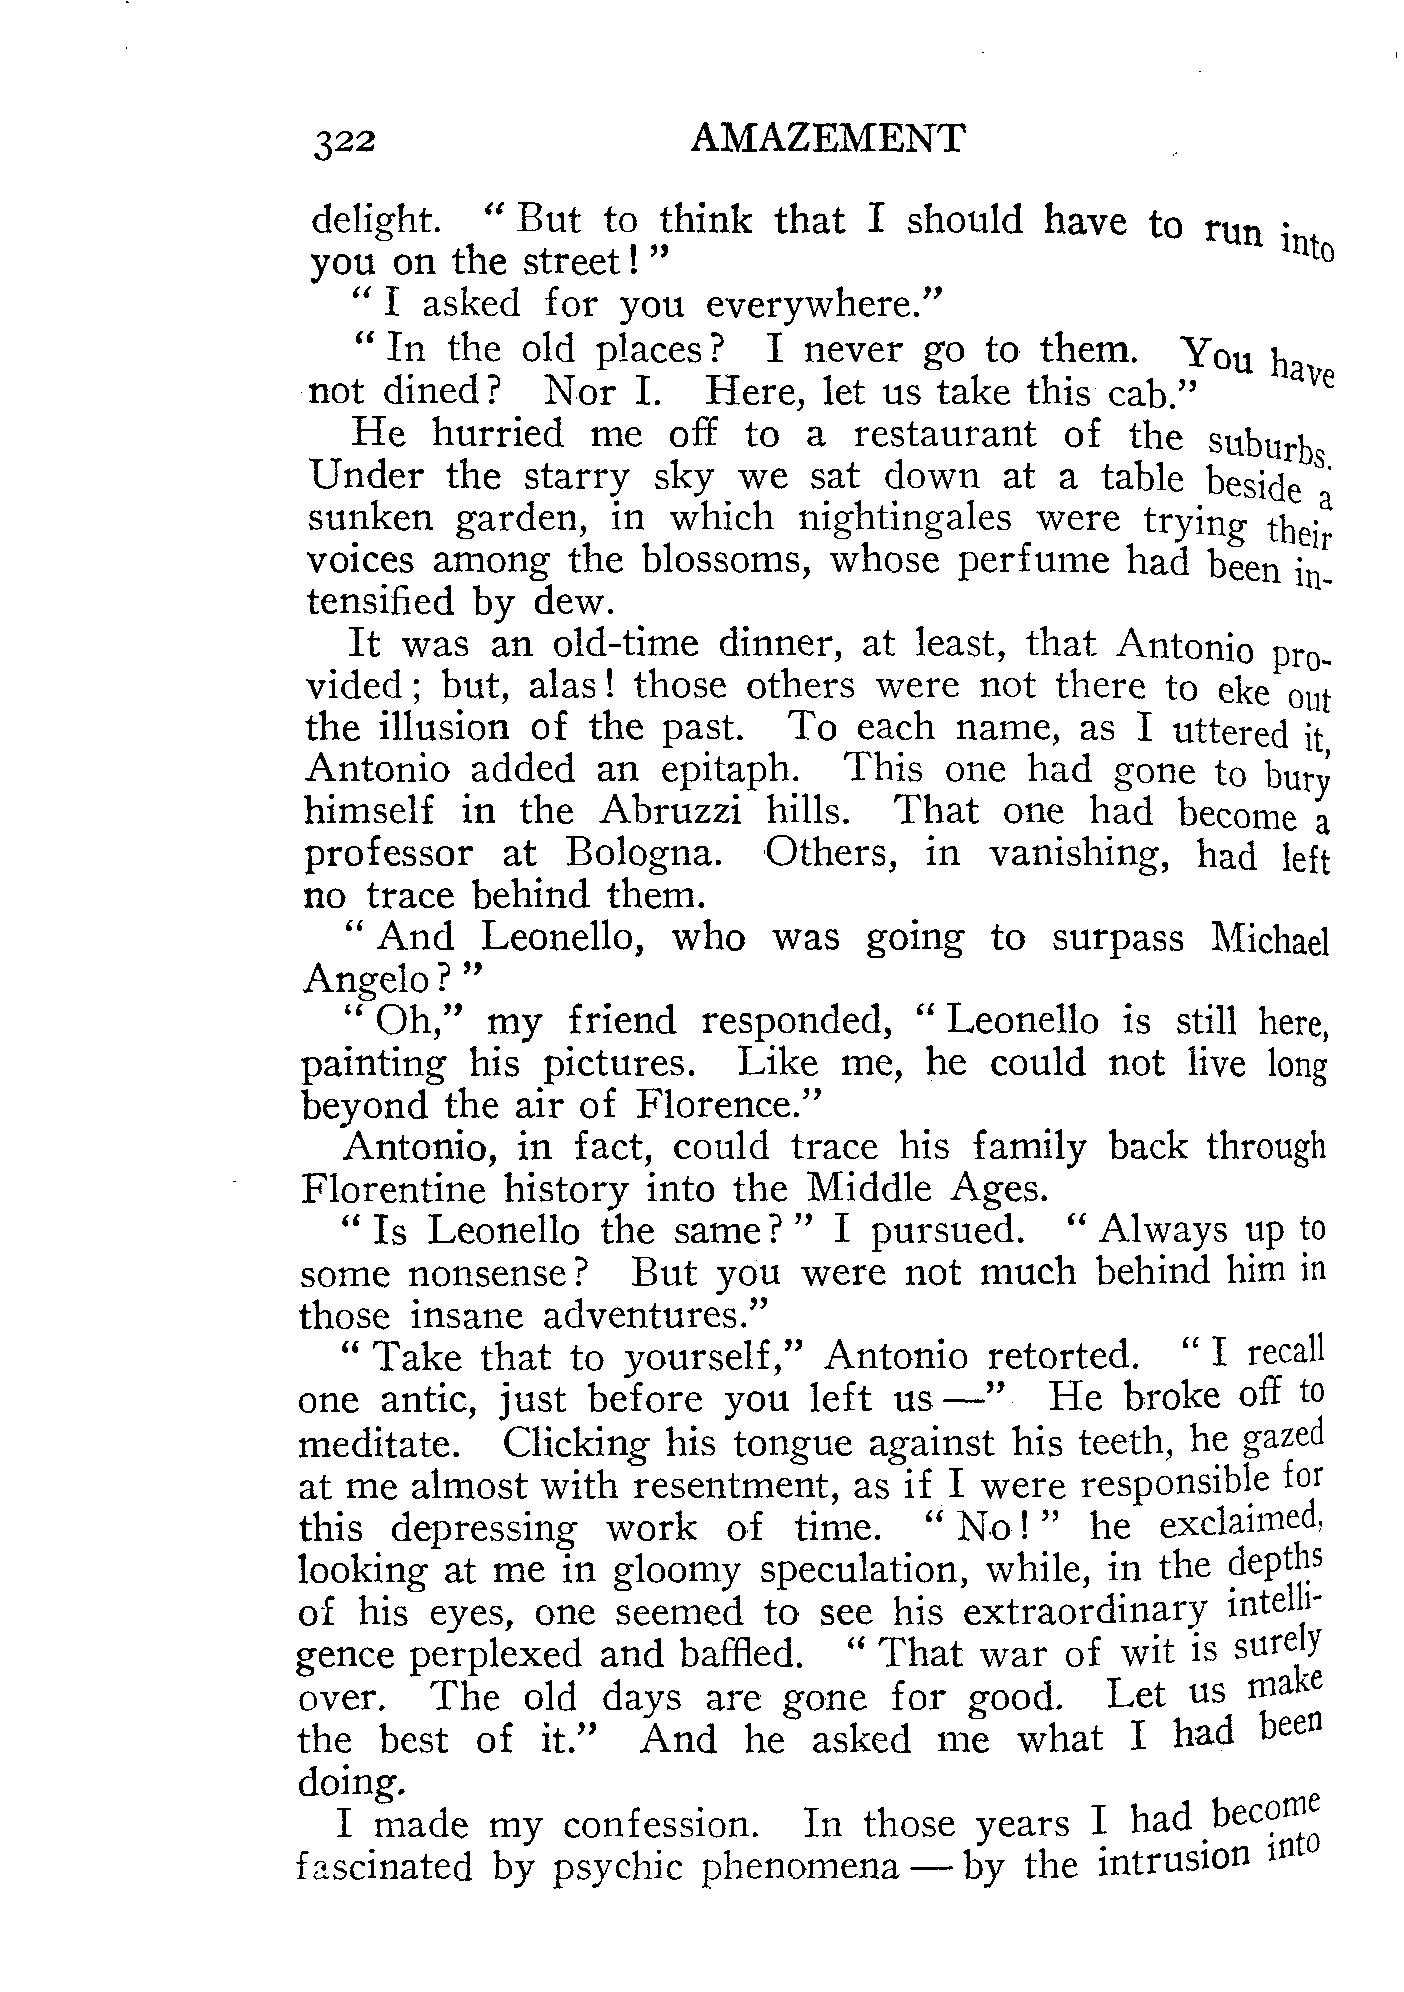 322 AMAZEMENT
delight. “ But to think that I should have to run into
you on the street ! ”
“ I asked for you everywhere.”
“ In the old places ? I never go to them. You have
not dined ? Nor I. Here, let us take this cab.”
He hurried me off to a restaurant of the suburbs.
Under the starry sky we sat down at a table beside a
sunken garden, in which nightingales were trying their
voices among the blossoms, whose perfume had been in-
tensified by dew.
It was an old-time dinner, at least, that Antonio pro-
vided ; but, alas ! those others were not there to eke out
the illusion of the past. To each name, as I uttered it,
Antonio added an epitaph. This one had gone to bury
himself in the Abruzzi hills. That one had become a
professor at Bologna. Others, in vanishing, had left
no trace behind them.
“ And Leonello, who was going to surpass Michael
Angelo ? ”
“ Oh,” my friend responded, “ Leonello is still here,
painting his pictures. Like me, he could not live long
beyond the air of Florence.”
Antonio, in fact, could trace his family back through
Florentine history into the Middle Ages.
“ Is Leonello the same ? ” I pursued. “ Always up to
some nonsense ? But you were not much behind him in
those insane adventures.”
“ Take that to yourself,” Antonio retorted. “ I recall
one antic, just before you left us —” He broke off to
meditate. Clicking his tongue against his teeth, he gazed
at me almost with resentment, as if I were responsible for
this depressing work of time. “ No ! ” he exclaimed,
looking at me in gloomy speculation, while, in the depths
of his eyes, one seemed to see his extraordinary intelli-
gence perplexed and baffled. “ That war of wit is surely
over. The old days are gone for good. Let us make
the best of it.” And he asked me what I had been
doing.
I made my confession. In those years I had become
fascinated by psychic phenomena — by the intrusion into